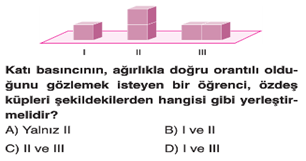 I II III
Katı basıncının, ağırlıkla doğru orantılı oldu-
ğunu gözlemek isteyen bir öğrenci, özdeş
küpleri şekildekilerden hangisi gibi yerleştir-
melidir?
A) Yalnız II B) I ve II
C) II ve III D) I ve III